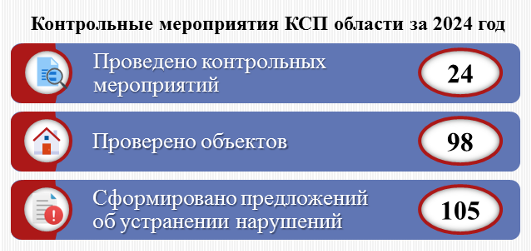 Контрольные мероприятия КСП области за 2024 год
Проведено контрольных
мероприятий
24
Проверено объектов
98
Сформировано предложений
об устранении нарушений
105